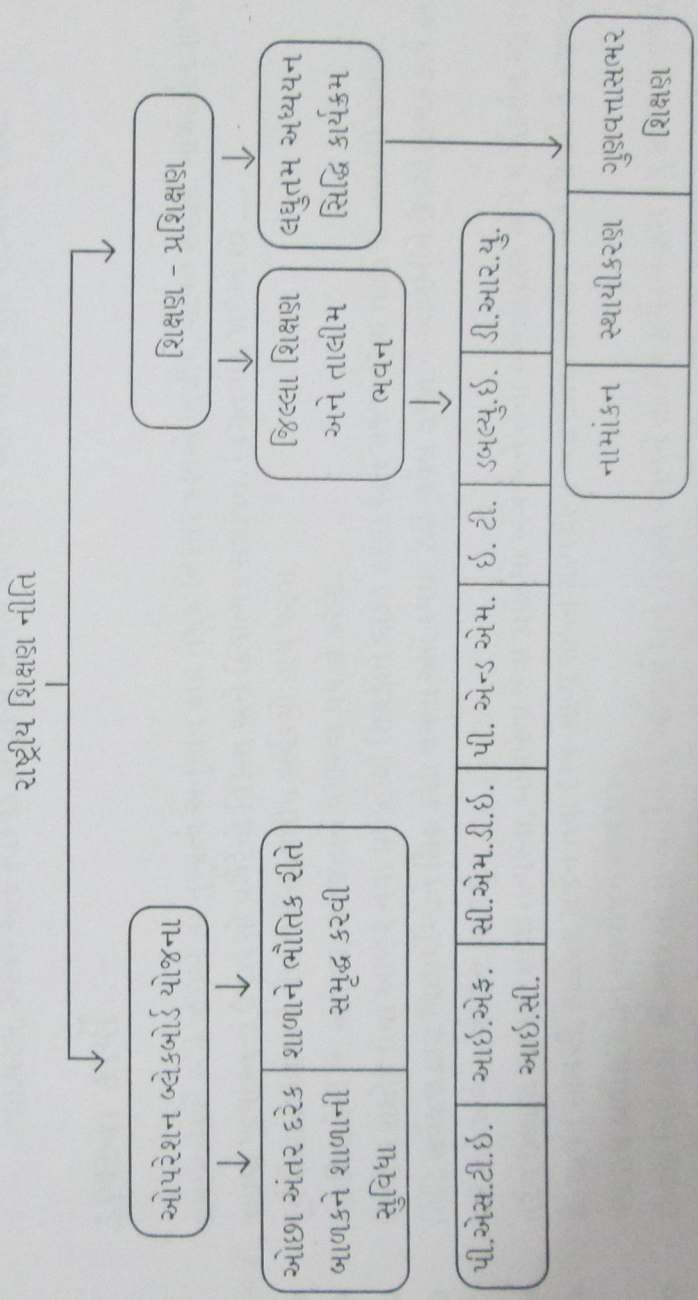 રાષ્ટ્રીય શિક્ષણ નીતિ
ઓપરેશન બ્લેકબોર્ડ યોજના
શિક્ષણ - પ્રશિક્ષણ
ઓછા અંતર દરેક
બાળકને શાળાની
સુવિધા
શાળાને ભૌતિક રીતે
સમૃદ્ધ કરવી
જિલ્લા શિક્ષણ
અને તાલીમ
ભવન
લઘુતમ અધ્યયન
સિદ્ધિ કાર્યક્રમ
પી.એસ.ટી.ઇ.
આઇ.એફ.
આઇ.સી.
સી.એમ.ડી.ઇ.
પી. એન્ડ એમ.
ઇ. ટી.
ડબલ્યુ.ઇ.
ડી.આર.યુ.
નામાંકન
સ્થાયીકરણ
ગુણવત્તાસભર
શિક્ષણ